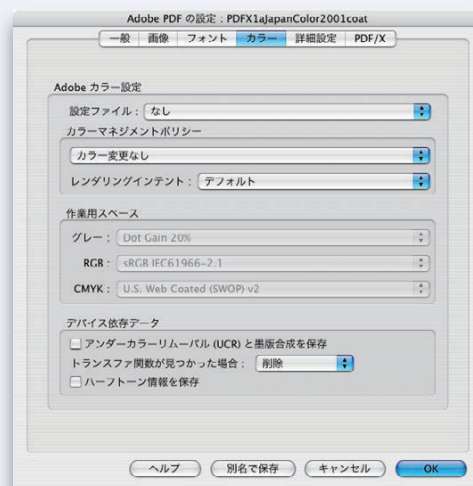 Adobe PDF の設定：PDFX1aJapanColor2001coat
一般 画像 フォント カラー 詳細設定 PDF/X
Adobe カラー設定
設定ファイル： なし
カラーマネジメントポリシー
カラー変更なし
レンダリングインテント： デフォルト
作業用スペース
グレー： Dot Gain 20%
RGB： sRGB IEC61966-2.1
CMYK： U.S. Web Coated (SWOP) v2
デバイス依存データ
アンダーカラーリムーバル (UCR) と墨版合成を保存
トランスファ関数が見つかった場合： 削除
ハーフトーン情報を保存
ヘルプ 別名で保存 キャンセル OK